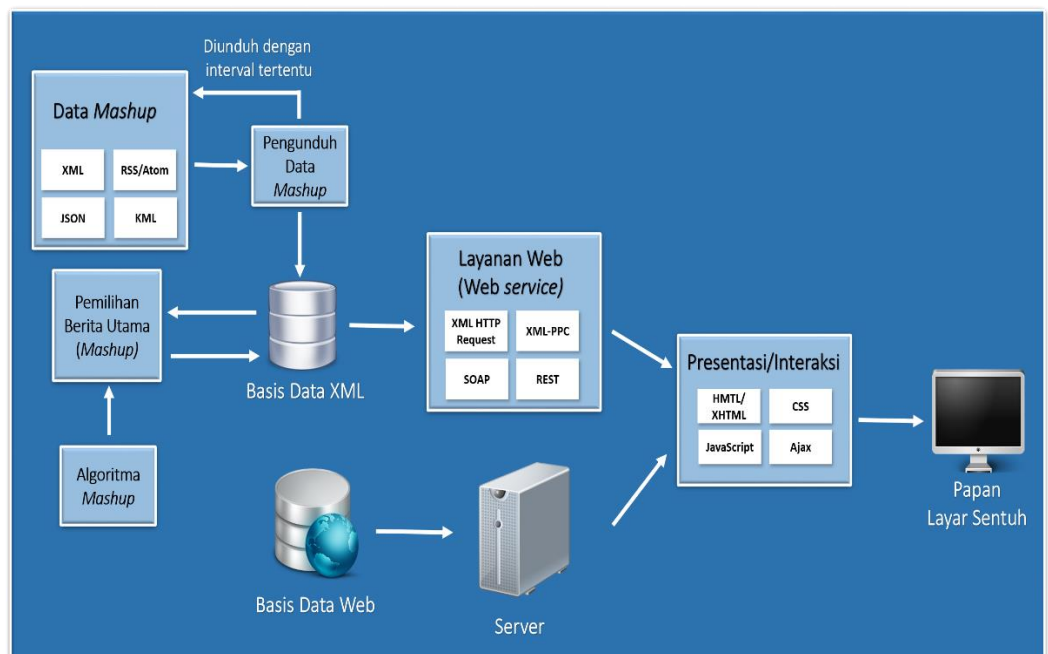 Diunduh dengan
interval tertentu
Data Mashup
XML
RSS/Atom
JSON
KML
Pengunduh
Data
Mashup
Pemilihan
Berita Utama
(Mashup)
Basis Data XML
Algoritma
Mashup
Layanan Web
(Web service)
XML HTTP
Request
XML-PPC
SOAP
REST
Presentasi/Interaksi
HMTL/
XHTML
CSS
JavaScript
Ajax
Papan
Layar Sentuh
Basis Data Web
Server